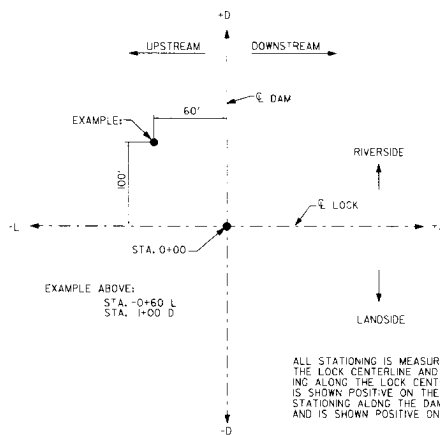 +D
UPSTREAM DOWNSTREAM
℄ DAM
60'
EXAMPLE:
100'
RIVERSIDE
℄ LOCK
-L
STA. 0+00
EXAMPLE ABOVE:
STA. -0+60 L
STA. 1+00 D
LANDSIDE
ALL STATIONING IS
THE LOCK CENTERLINE AND
ING ALONG THE LOCK
IS SHOWN POSITIVE ON THE
STATIONING ALONG THE DAM
AND IS SHOWN POSITIVE ON
-D